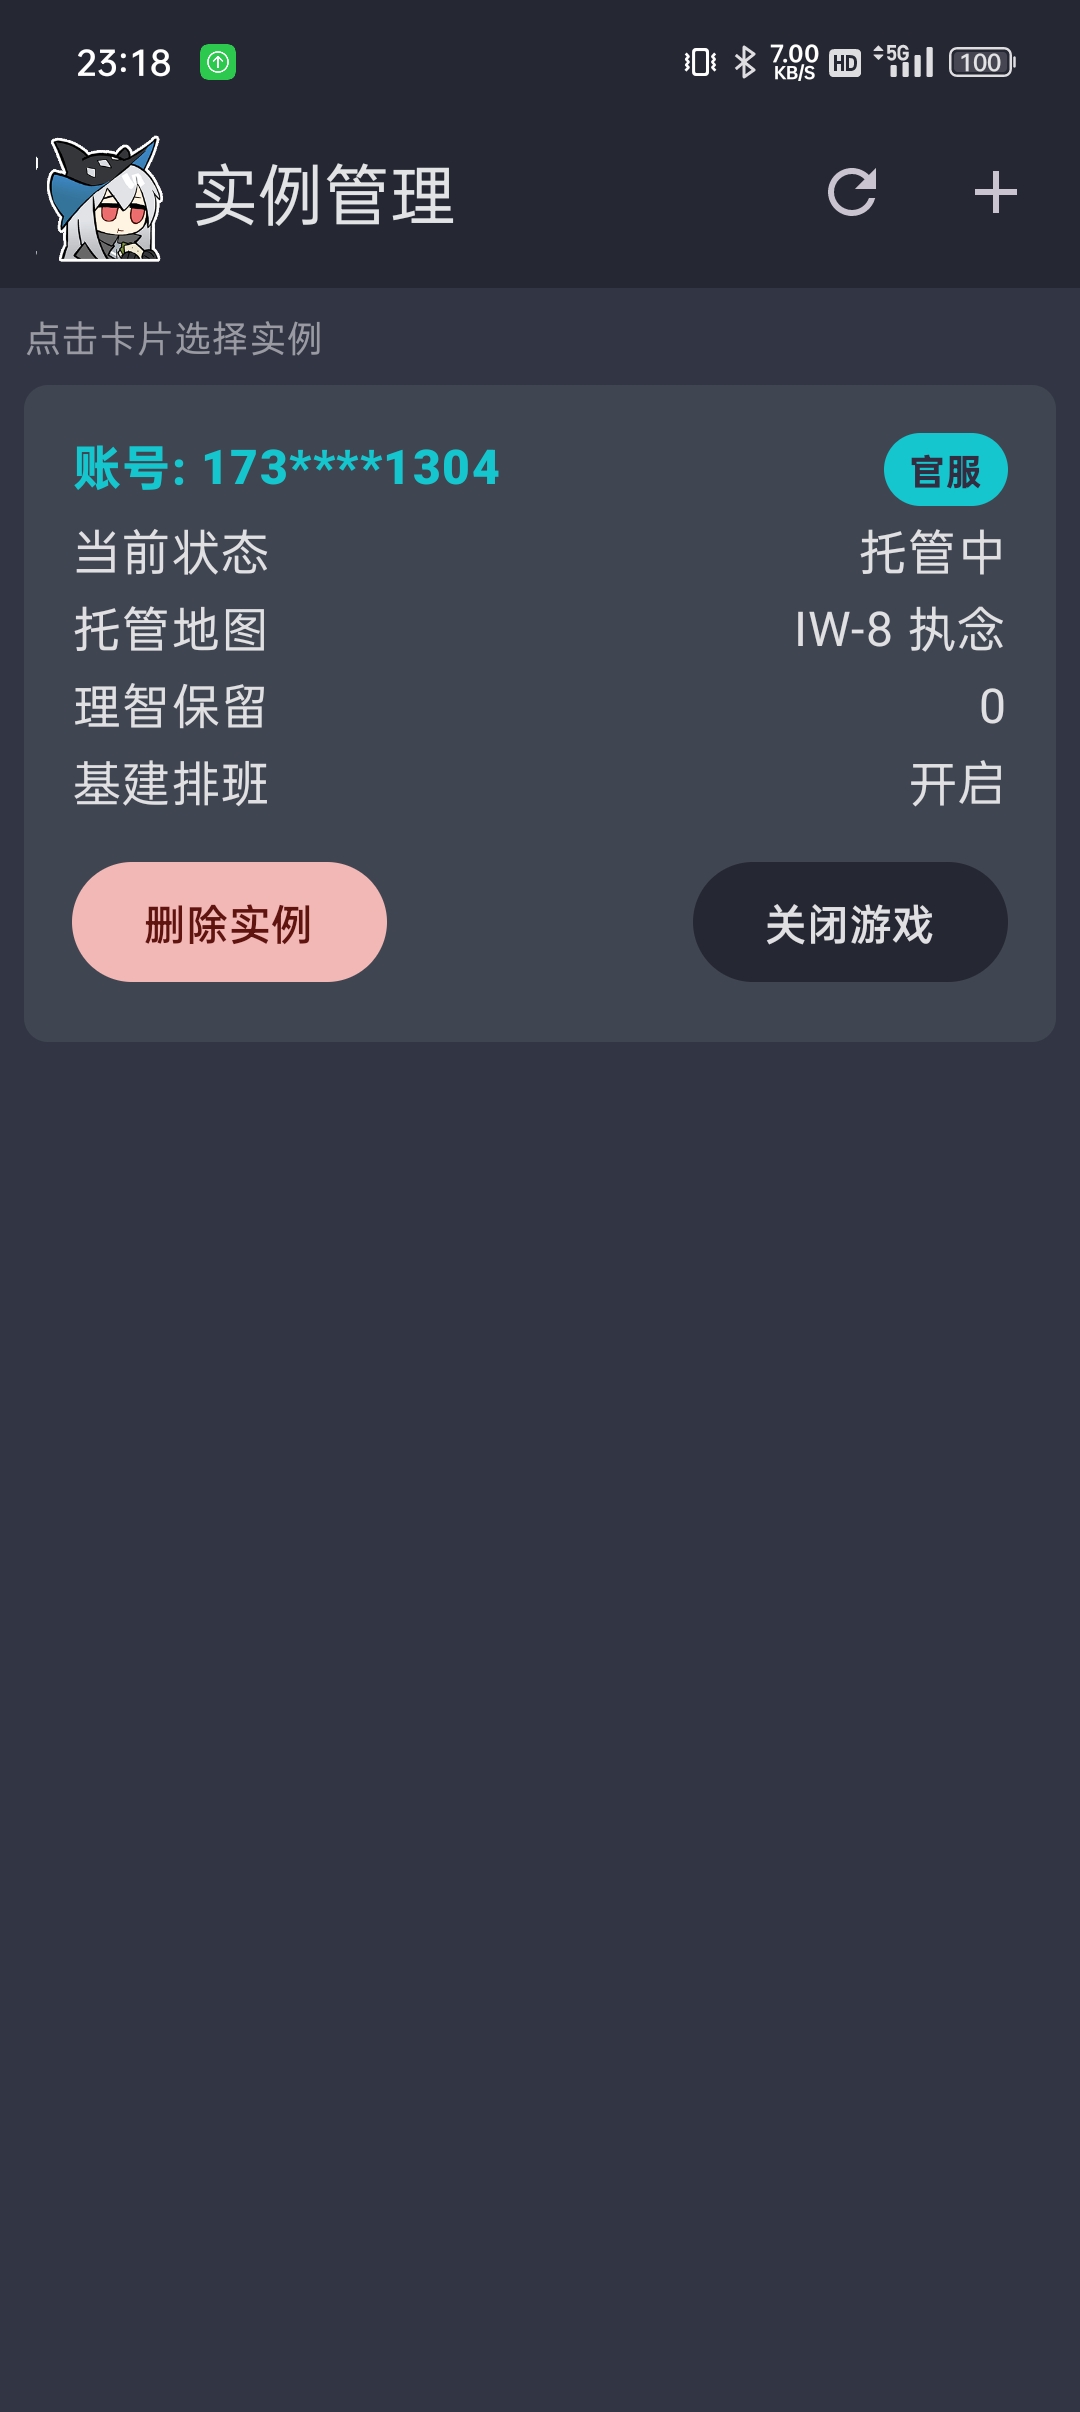 23:18
7.00 KB/S HD 5G 100
实例管理
点击卡片选择实例
账号: 173****1304 官服
当前状态 托管中
托管地图 IW-8 执念
理智保留 0
基建排班 开启
删除实例 关闭游戏